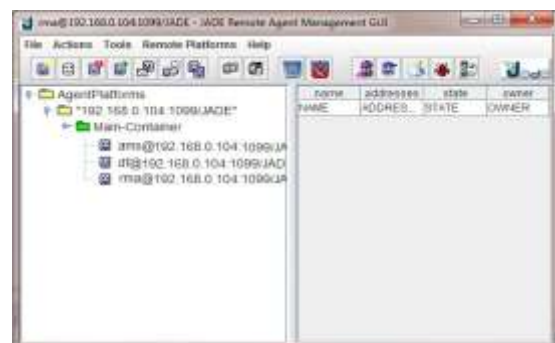 rma@192.168.0.104:1099/JADE - JADE Remote Agent Management GUI
File Actions Tools Remote Platforms Help
AgentPlatforms
"192.168.0.104:1099/JADE"
Main-Container
ams@192.168.0.104:1099/JA
df@192.168.0.104:1099/JAD
rma@192.168.0.104:1099/JA
name addresses state owner
NAME ADDRES... STATE OWNER